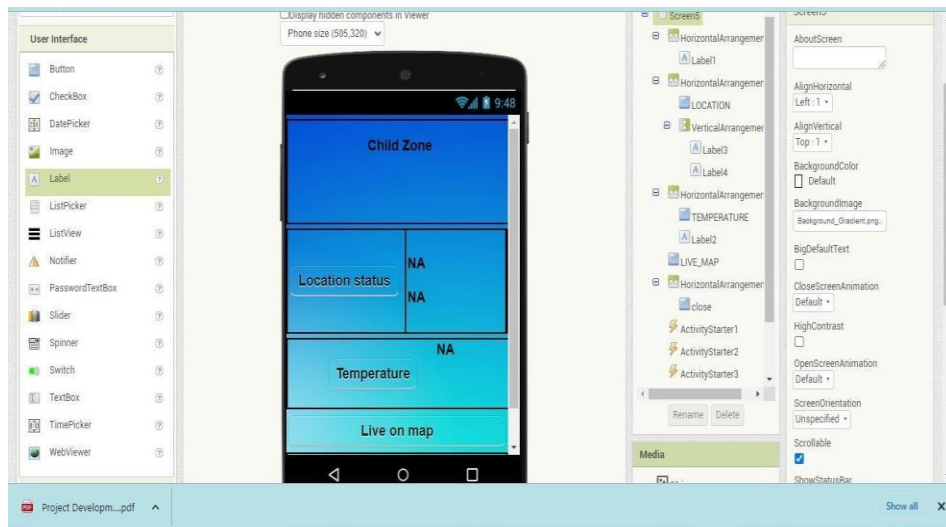 Display hidden components in Viewer
Phone size (505,320)
User Interface
Button
CheckBox
DatePicker
Image
Label
ListPicker
ListView
Notifier
PasswordTextBox
Slider
Spinner
Switch
TextBox
TimePicker
WebViewer
9:48
Child Zone
Location status
NA
NA
NA
Temperature
Live on map
Screen5
HorizontalArrangemer
Label1
HorizontalArrangemer
LOCATION
VerticalArrangemer
Label3
Label4
HorizontalArrangemer
TEMPERATURE
Label2
LIVE_MAP
HorizontalArrangemer
close
ActivityStarter1
ActivityStarter2
ActivityStarter3
Rename Delete
Media
Screen5
AboutScreen
AlignHorizontal
Left : 1
AlignVertical
Top : 1
BackgroundColor
Default
BackgroundImage
Background_Gradient.png...
BigDefaultText
CloseScreenAnimation
Default
HighContrast
OpenScreenAnimation
Default
ScreenOrientation
Unspecified
Scrollable
ShowStatusBar
Project Developm....pdf
Show all X